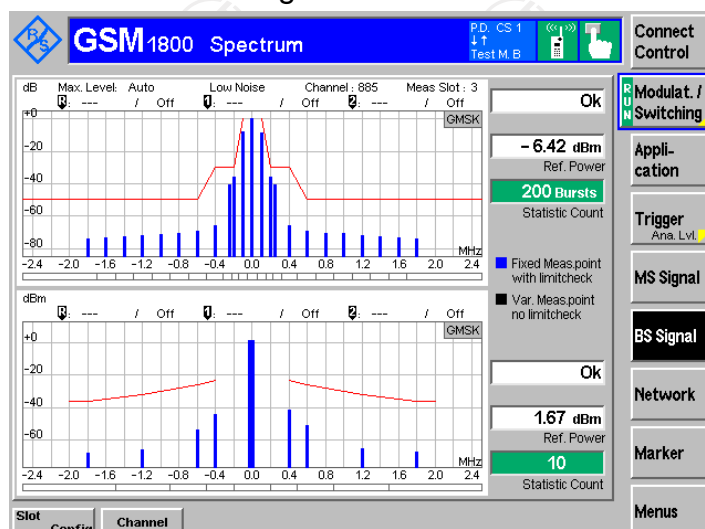 GSM 1800 Spectrum
P.D. CS 1
Test M. B
Connect Control
dB Max. Level: Auto Low Noise Channel : 885 Meas Slot : 3
R: --- / Off 1: --- / Off 2: --- / Off
GMSK
+0
-20
-40
-60
-80
MHz
-2.4 -2.0 -1.6 -1.2 -0.8 -0.4 0.0 0.4 0.8 1.2 1.6 2.0 2.4
Ok
- 6.42 dBm
Ref. Power
200 Bursts
Statistic Count
Fixed Meas.point
with limitcheck
Var. Meas.point
no limitcheck
dBm
R: --- / Off 1: --- / Off 2: --- / Off
GMSK
+0
-20
-40
-60
MHz
-2.4 -2.0 -1.6 -1.2 -0.8 -0.4 0.0 0.4 0.8 1.2 1.6 2.0 2.4
Ok
1.67 dBm
Ref. Power
10
Statistic Count
RUN
Modulat. /
Switching
Appli-
cation
Trigger
Ana. Lvl.
MS Signal
BS Signal
Network
Marker
Menus
Slot
Config
Channel